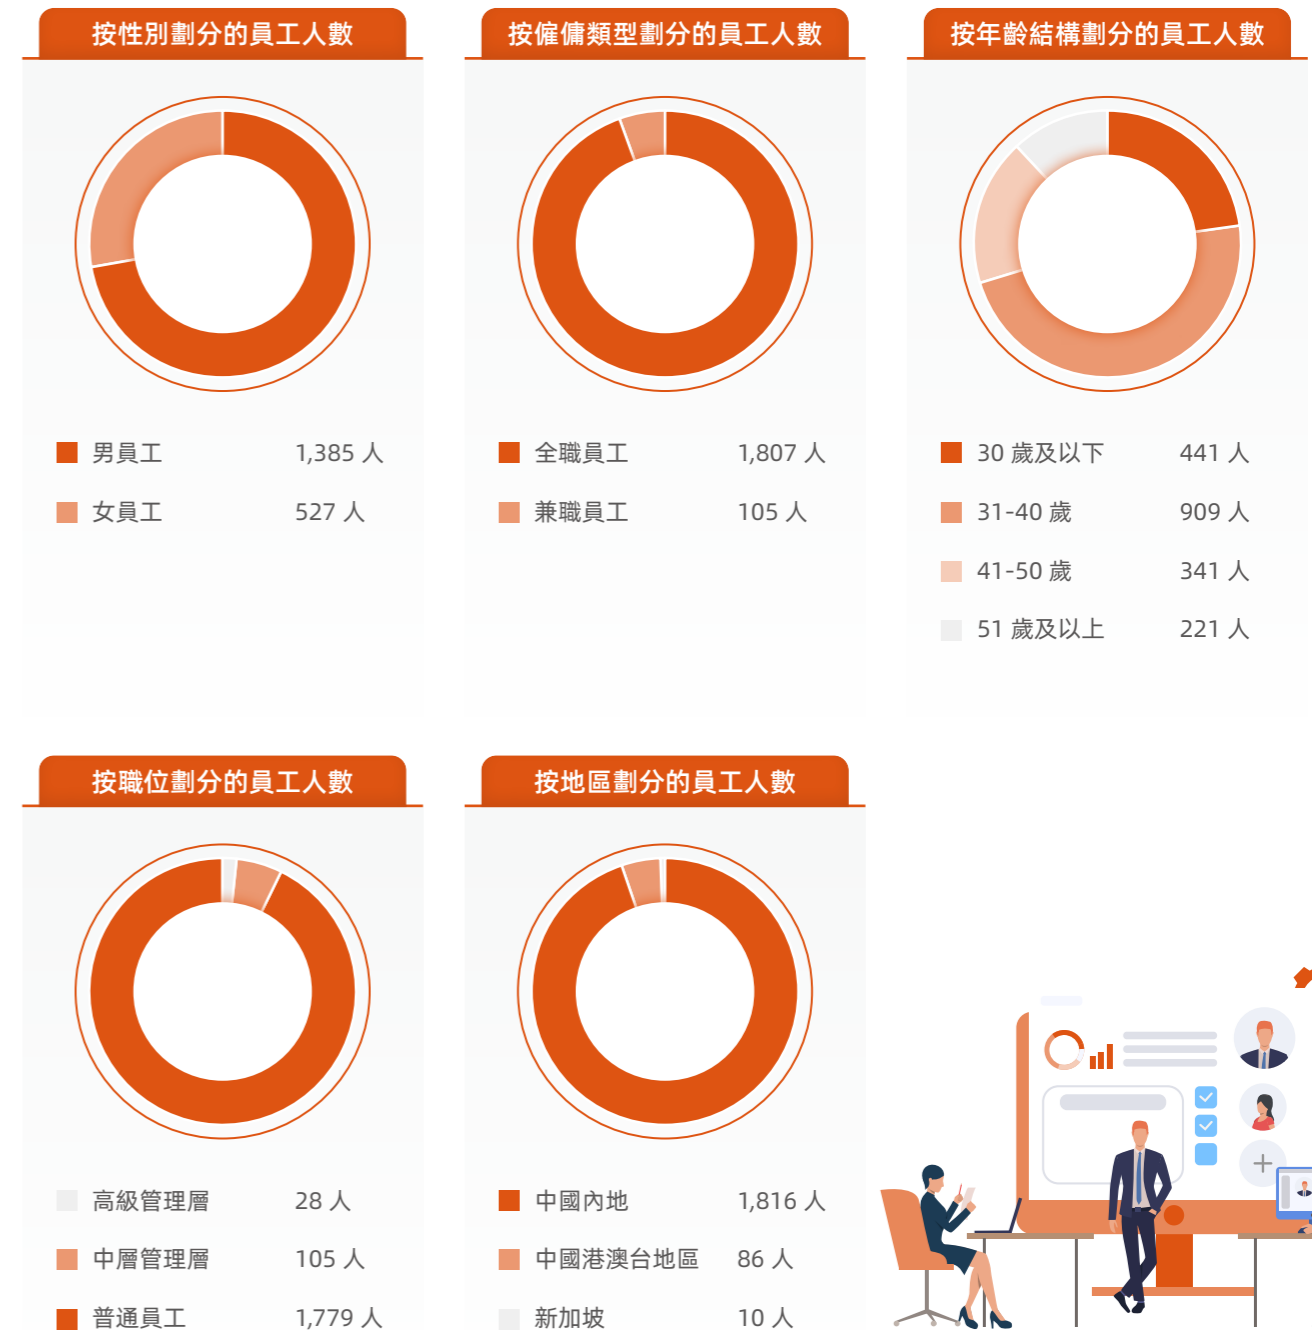 按性別劃分的員工人數
男員工 1,385 人
女員工 527 人
按僱傭類型劃分的員工人數
全職員工 1,807 人
兼職員工 105 人
按年齡結構劃分的員工人數
30 歲及以下 441 人
31-40 歲 909 人
41-50 歲 341 人
51 歲及以上 221 人
按職位劃分的員工人數
高級管理層 28 人
中層管理層 105 人
普通員工 1,779 人
按地區劃分的員工人數
中國內地 1,816 人
中國港澳台地區 86 人
新加坡 10 人